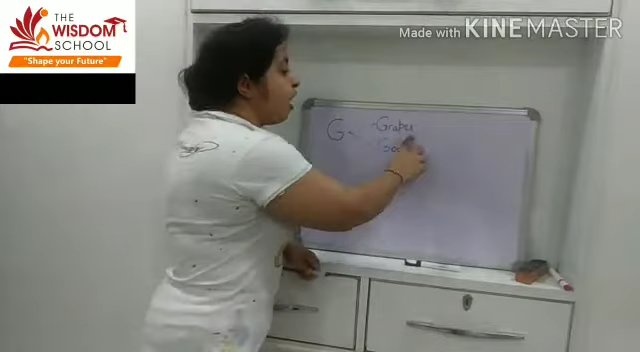 THE
WISDOM
SCHOOL
"Shape your Future"
Made with KINEMASTER
G
-Grapes